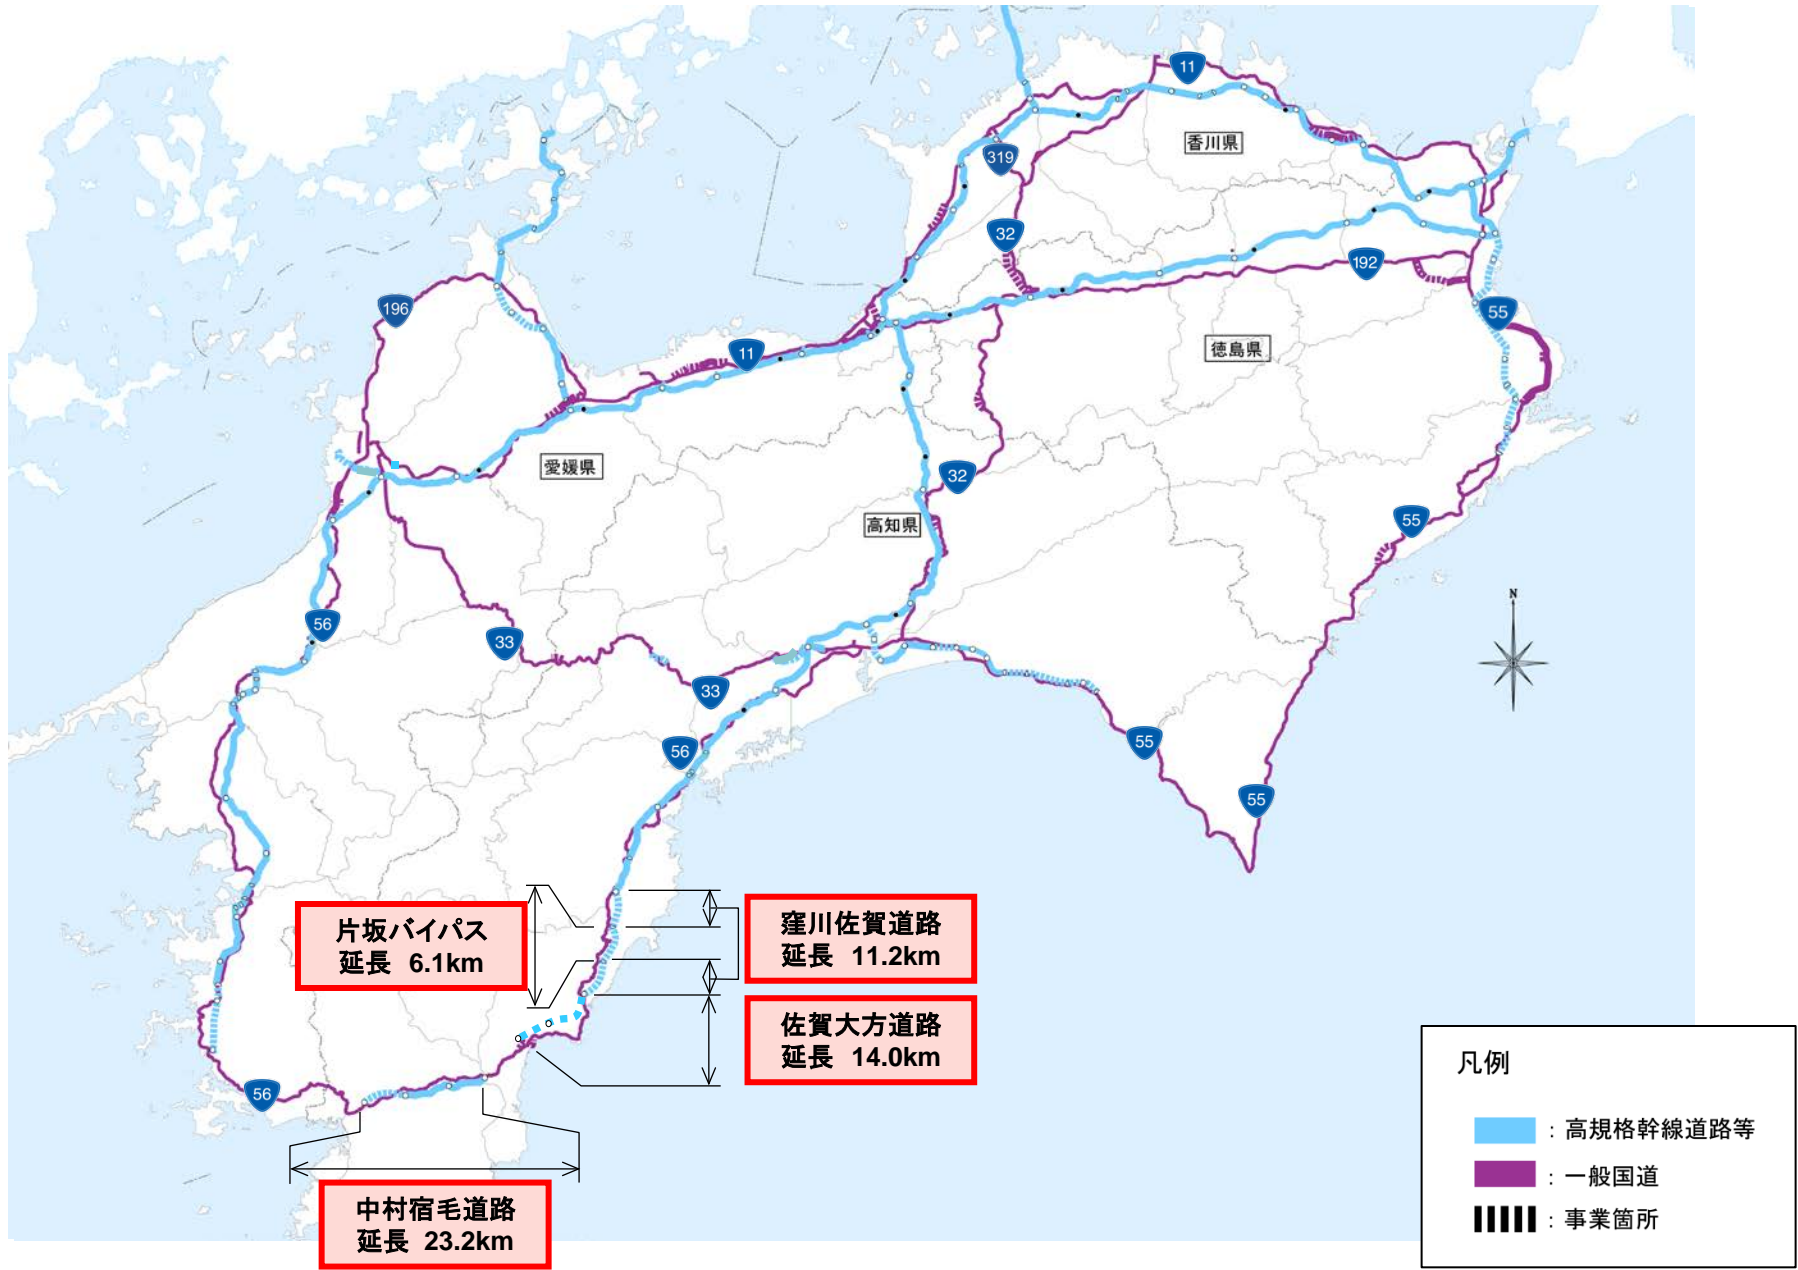 11
香川県
319
32
192
196
55
11
徳島県
愛媛県
32
高知県
55
N
56
33
33
56
55
55
片坂バイパス
延長 6.1km
窪川佐賀道路
延長 11.2km
佐賀大方道路
延長 14.0km
56
中村宿毛道路
延長 23.2km
凡例
：高規格幹線道路等
：一般国道
：事業箇所